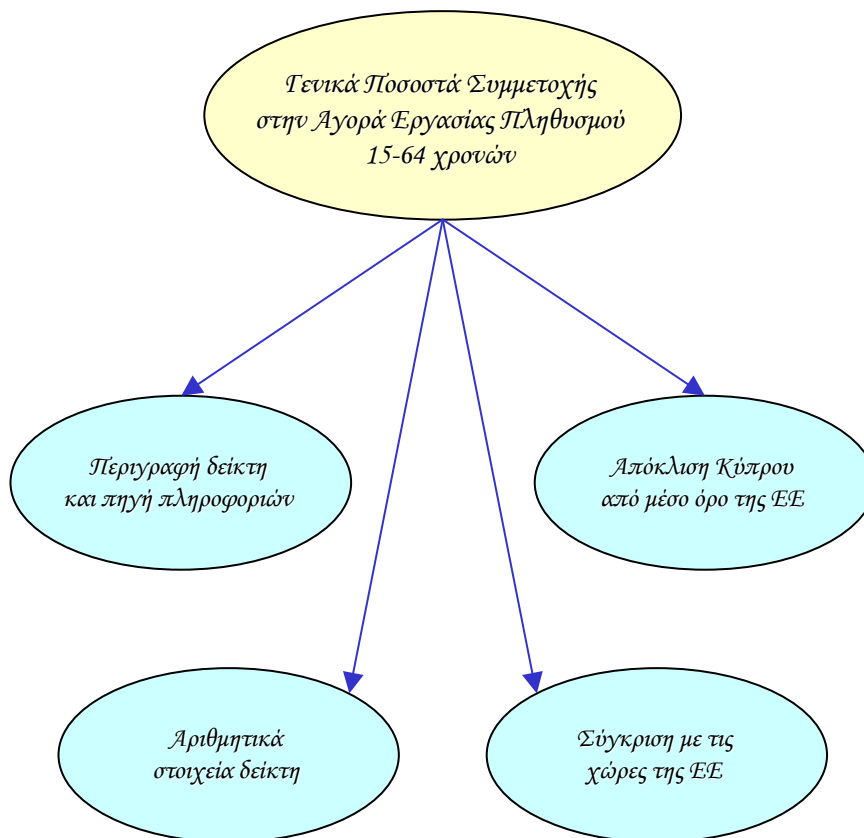 Γενικά Ποσοστά Συμμετοχής
στην Αγορά Εργασίας Πληθυσμού
15-64 χρονών
Περιγραφή δείκτη
και πηγή πληροφοριών
Απόκλιση Κύπρου
από μέσο όρο της ΕΕ
Αριθμητικά
στοιχεία δείκτη
Σύγκριση με τις
χώρες της ΕΕ